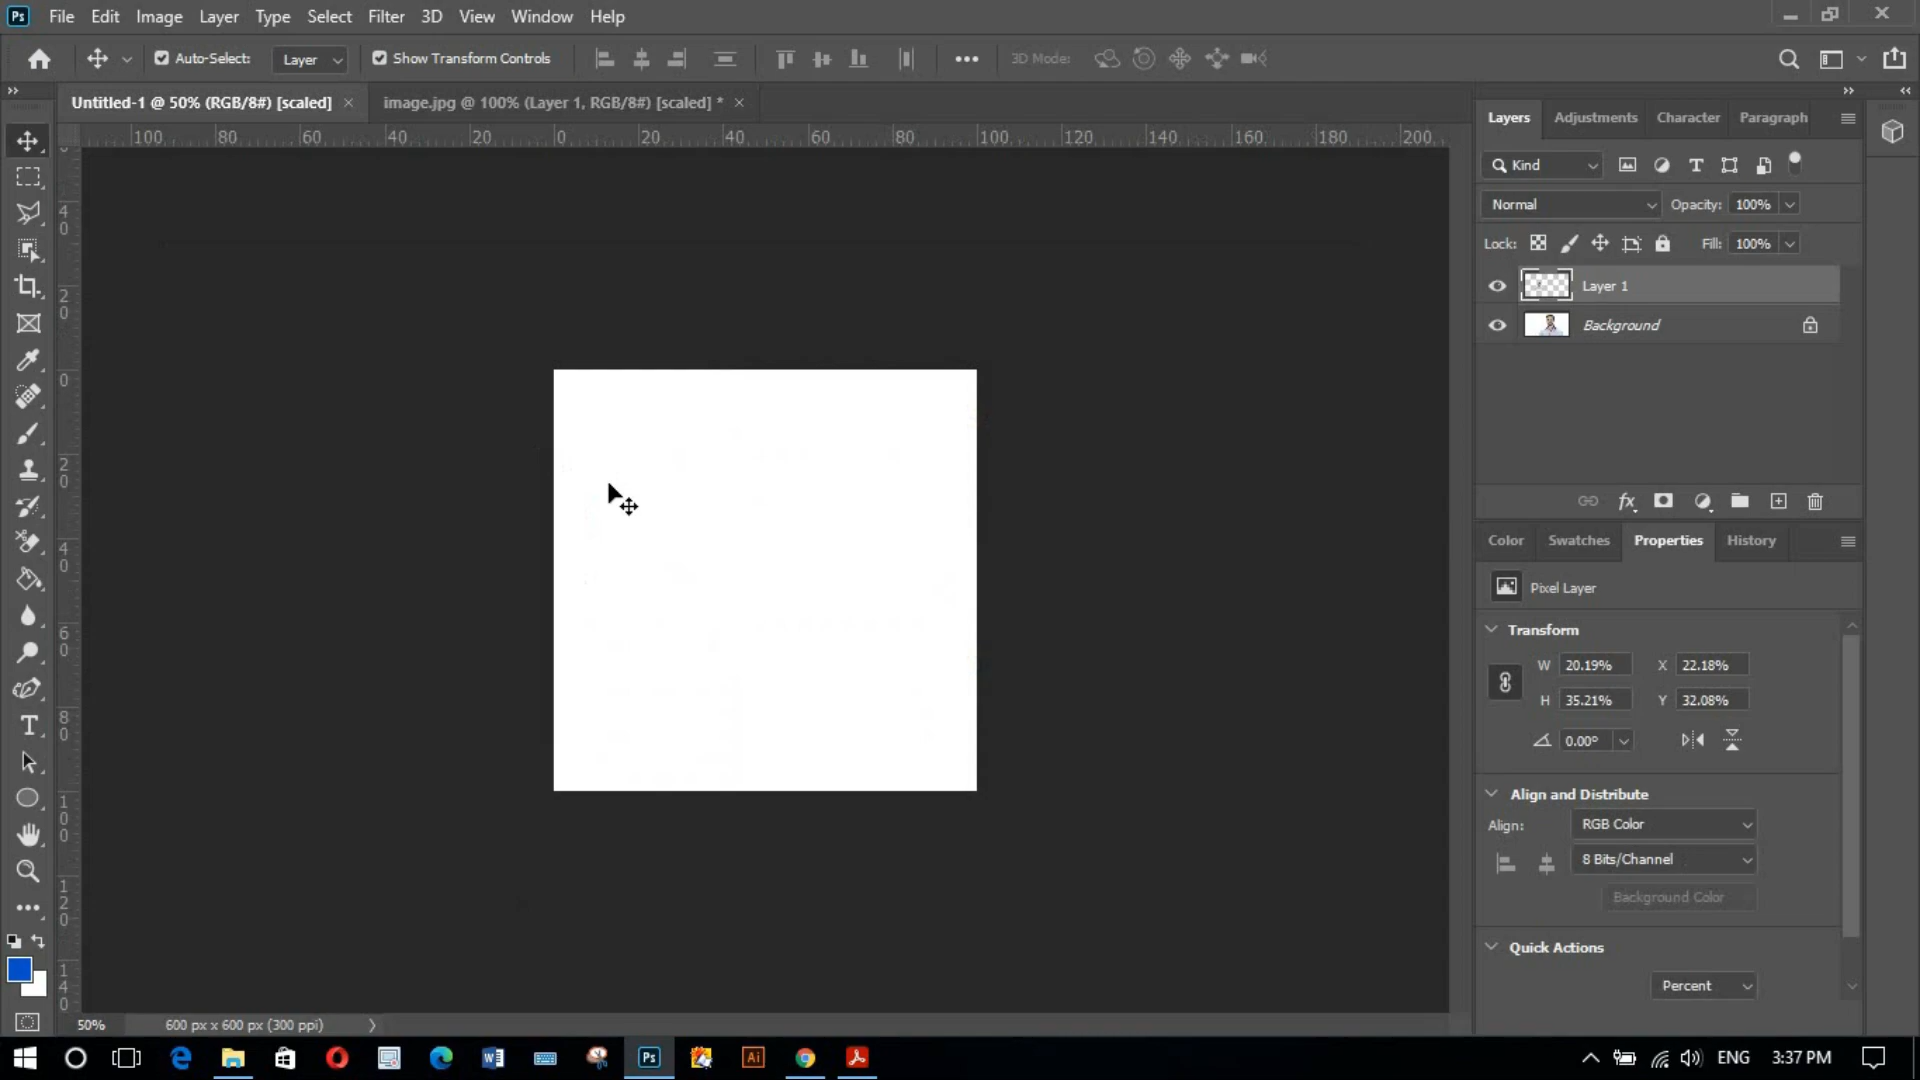 Ps File Edit Image Layer Type Select Filter 3D View Window Help
Auto-Select: Layer Show Transform Controls 3D Mode:
Untitled-1 @ 50% (RGB/8#) [scaled] × image.jpg @ 100% (Layer 1, RGB/8#) [scaled] * ×
100 80 60 40 20 0 20 40 60 80 100 120 140 160 180 200
40
20
0
20
40
60
80
100
120
140
Layers Adjustments Character Paragraph
Kind
Normal Opacity: 100%
Lock: Fill: 100%
Layer 1
Background
fx
Color Swatches Properties History
Pixel Layer
Transform
W 20.19% X 22.18%
H 35.21% Y 32.08%
0.00°
Align and Distribute
Align: RGB Color
8 Bits/Channel
Background Color
Quick Actions
Percent
50% 600 px x 600 px (300 ppi)
Ps Ai ENG 3:37 PM